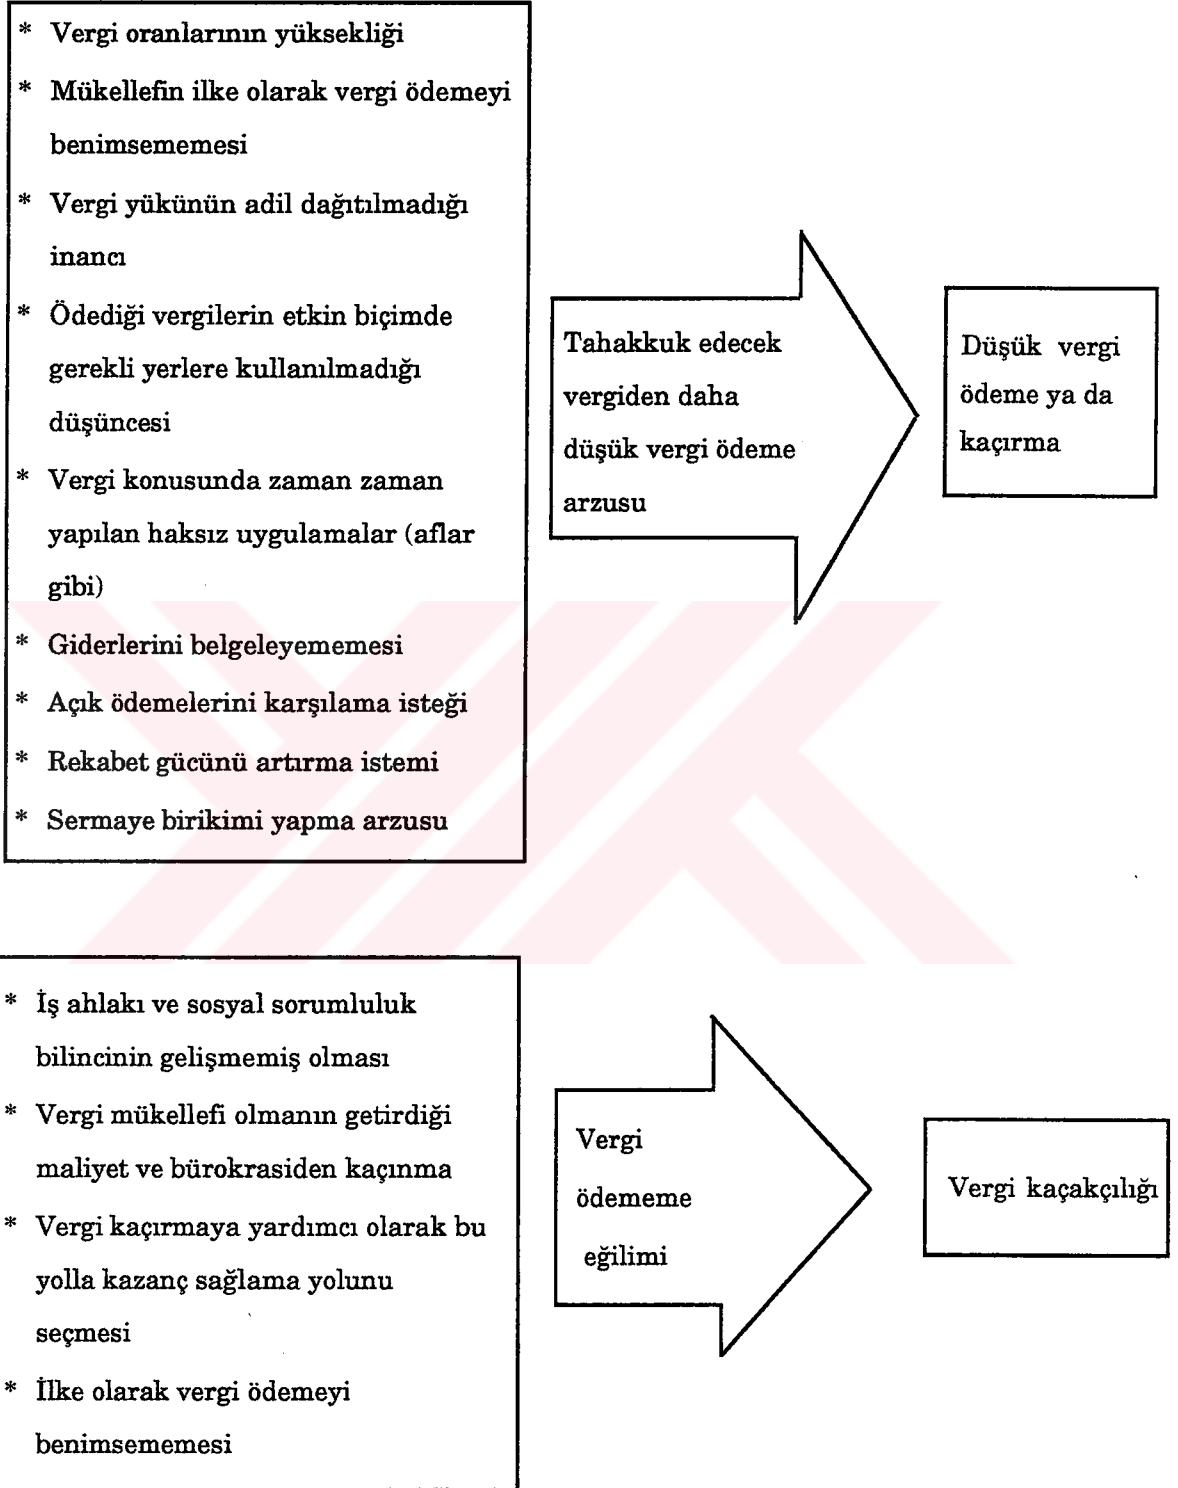 * Vergi oranlarının yüksekliği
* Mükellefin ilke olarak vergi ödemeyi
benimsememesi
* Vergi yükünün adil dağıtılmadığı
inancı
* Ödediği vergilerin etkin biçimde
gerekli yerlere kullanılmadığı
düşüncesi
* Vergi konusunda zaman zaman
yapılan haksız uygulamalar (aflar
gibi)
* Giderlerini belgeleyememesi
* Açık ödemelerini karşılama isteği
* Rekabet gücünü artırma istemi
* Sermaye birikimi yapma arzusu
Tahakkuk edecek
vergiden daha
düşük vergi ödeme
arzusu
Düşük vergi
ödeme ya da
kaçırma
* İş ahlakı ve sosyal sorumluluk
bilincinin gelişmemiş olması
* Vergi mükellefi olmanın getirdiği
maliyet ve bürokrasiden kaçınma
* Vergi kaçırmaya yardımcı olarak bu
yolla kazanç sağlama yolunu
seçmesi
* İlke olarak vergi ödemeyi
benimsememesi
Vergi
ödememe
eğilimi
Vergi kaçakçılığı